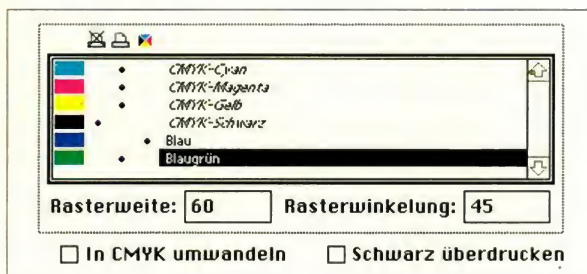 CMYK-Cyan
CMYK-Magenta
CMYK-Gelb
CMYK-Schwarz
Blau
Blaugrün
Rasterweite: 60 Rasterwinkelung: 45
In CMYK umwandeln Schwarz überdrucken